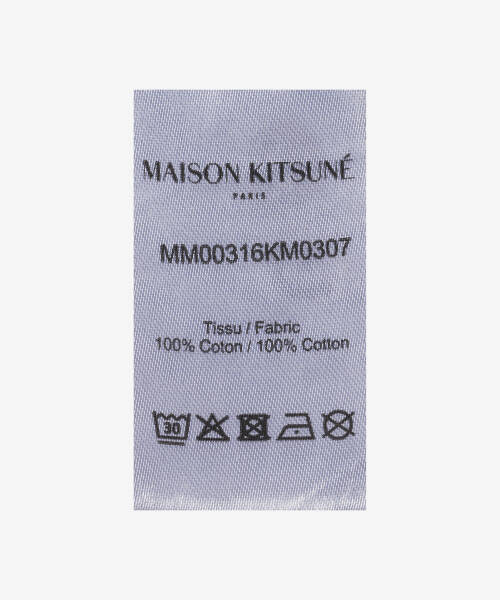 MAISON KITSUNÉ
PARIS
MM00316KM0307
Tissu / Fabric
100% Coton / 100% Cotton
30